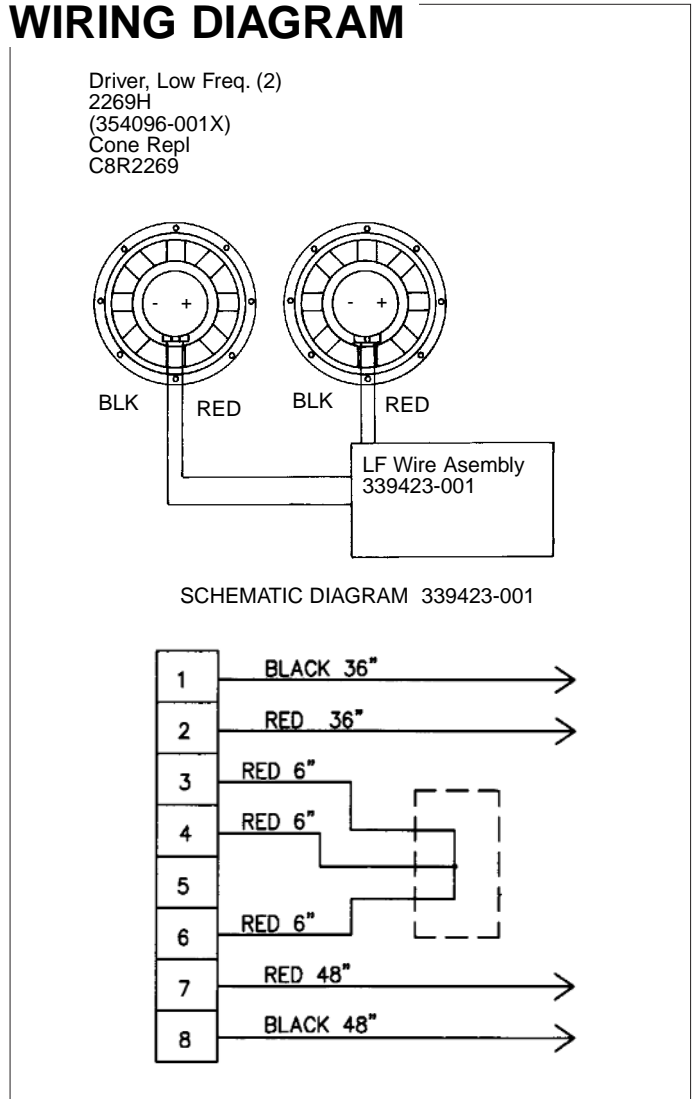 WIRING DIAGRAM
Driver, Low Freq. (2)
2269H
(354096-001X)
Cone Repl
C8R2269
- +
- +
BLK RED
BLK RED
LF Wire Asembly
339423-001
SCHEMATIC DIAGRAM 339423-001
1 BLACK 36"
2 RED 36"
3 RED 6"
4 RED 6"
5
6 RED 6"
7 RED 48"
8 BLACK 48"